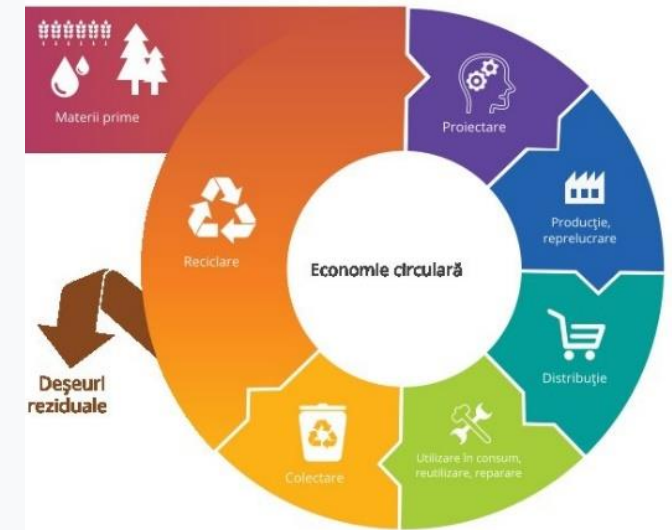 Materii prime
Proiectare
Producție,
reprelucrare
Distribuție
Utilizare în consum,
reutilizare, reparare
Colectare
Reciclare
Economie circulară
Deșeuri
reziduale